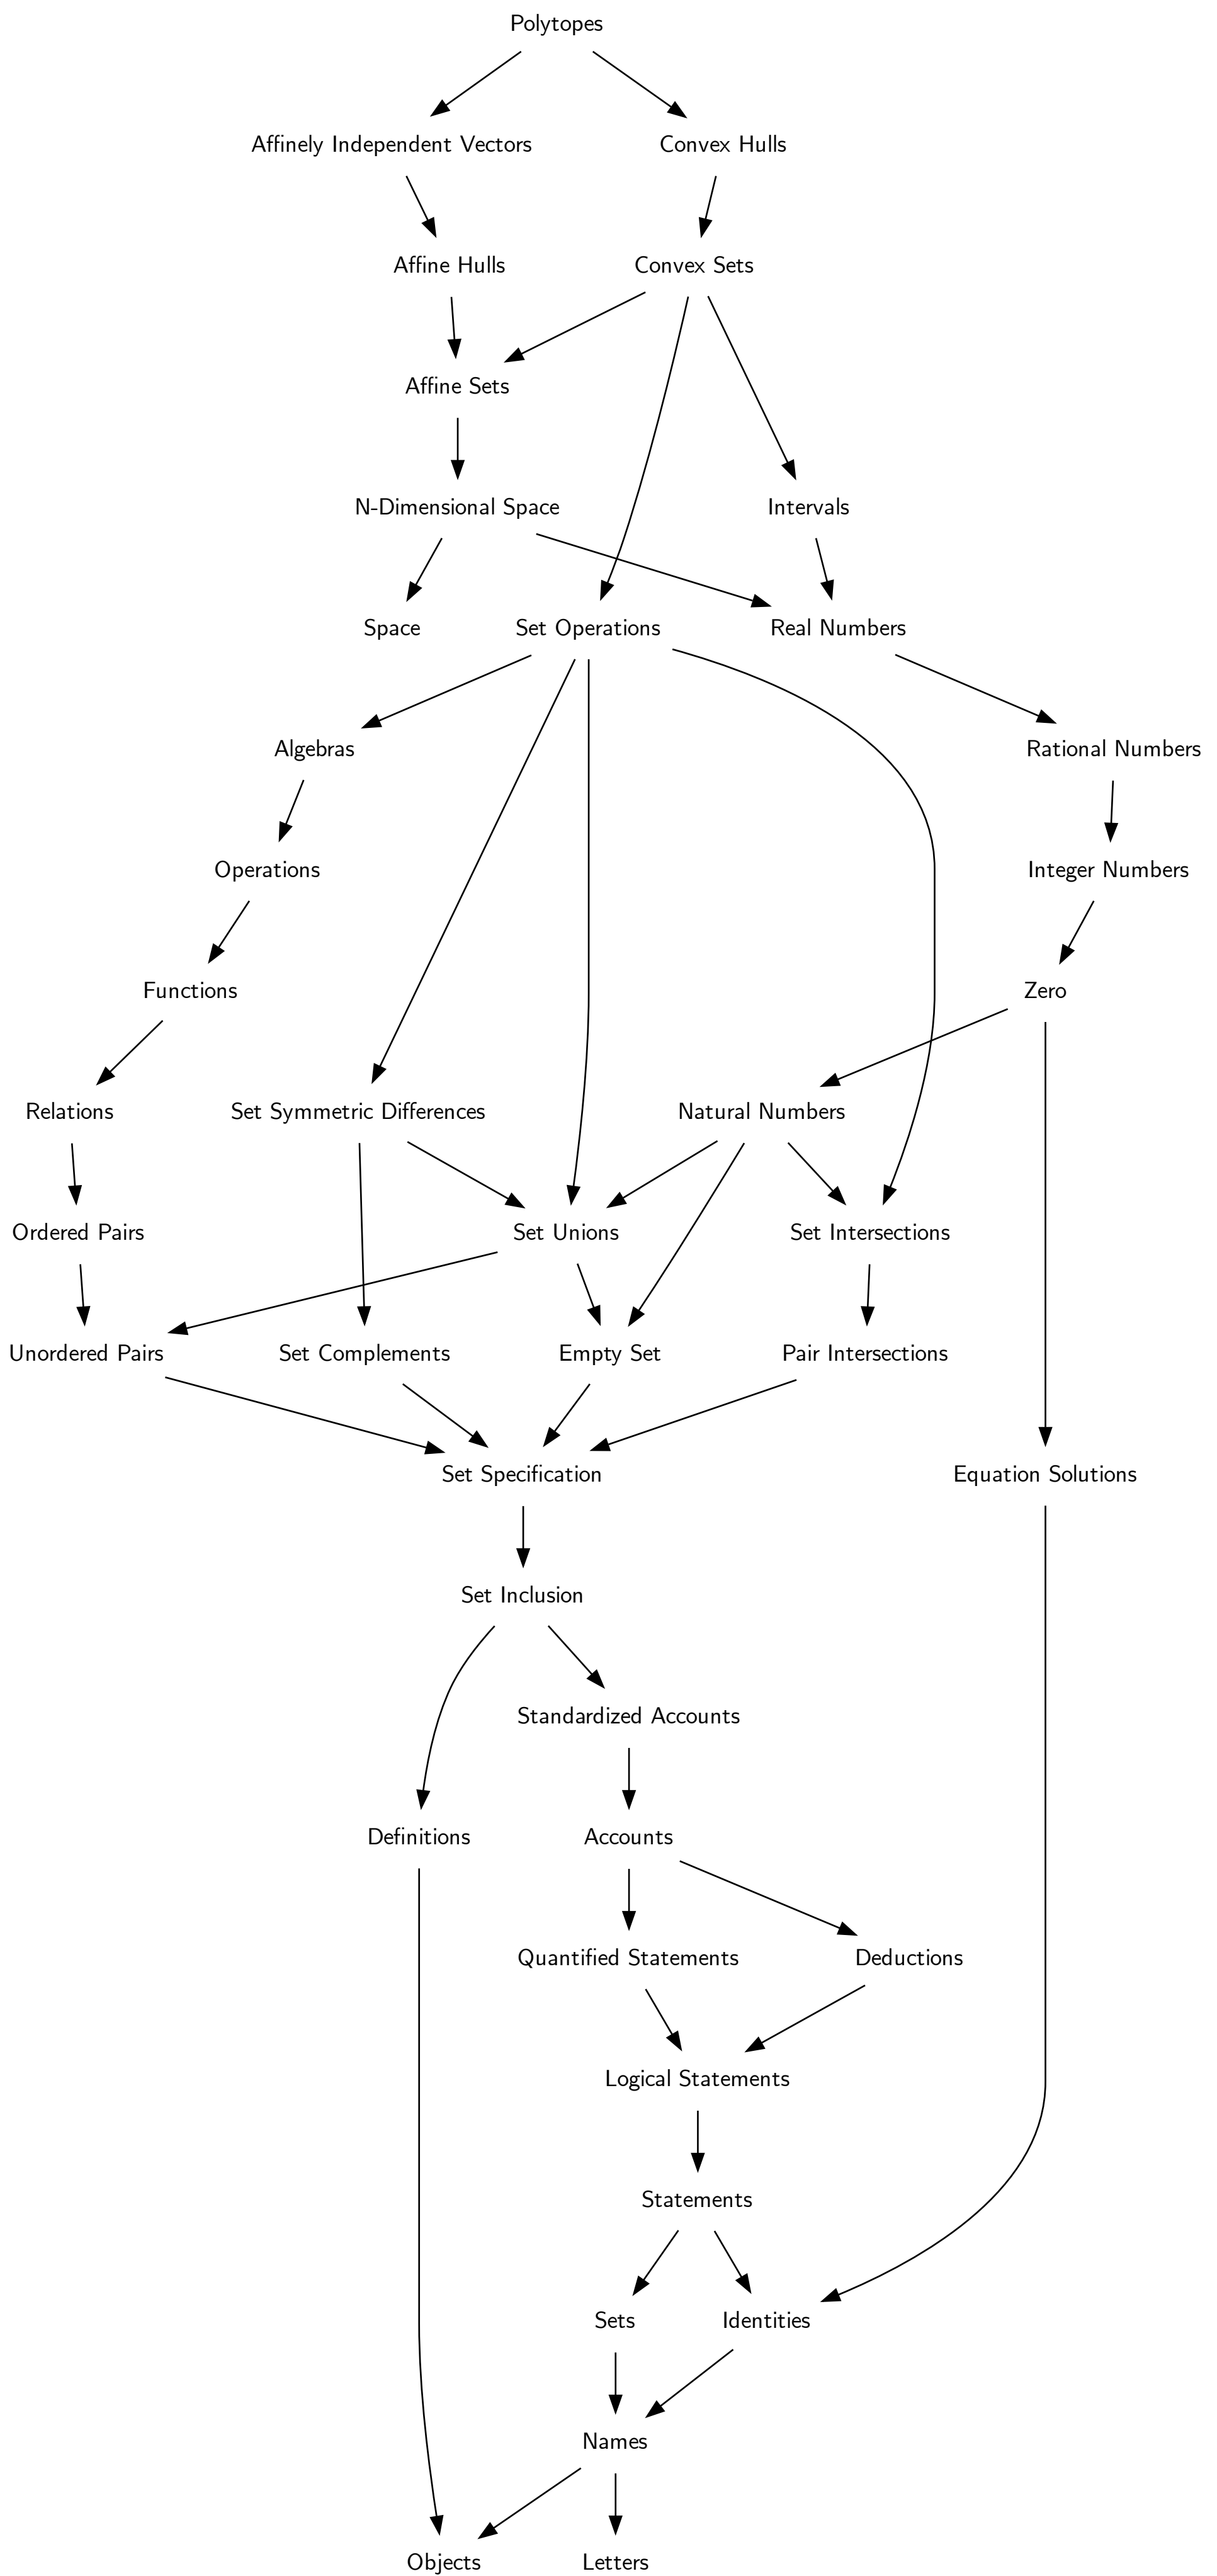 Polytopes
Affinely Independent Vectors
Convex Hulls
Affine Hulls
Convex Sets
Affine Sets
N-Dimensional Space
Intervals
Space
Set Operations
Real Numbers
Algebras
Rational Numbers
Operations
Integer Numbers
Functions
Zero
Relations
Set Symmetric Differences
Natural Numbers
Ordered Pairs
Set Unions
Set Intersections
Unordered Pairs
Set Complements
Empty Set
Pair Intersections
Set Specification
Equation Solutions
Set Inclusion
Standardized Accounts
Definitions
Accounts
Quantified Statements
Deductions
Logical Statements
Statements
Sets
Identities
Names
Objects
Letters